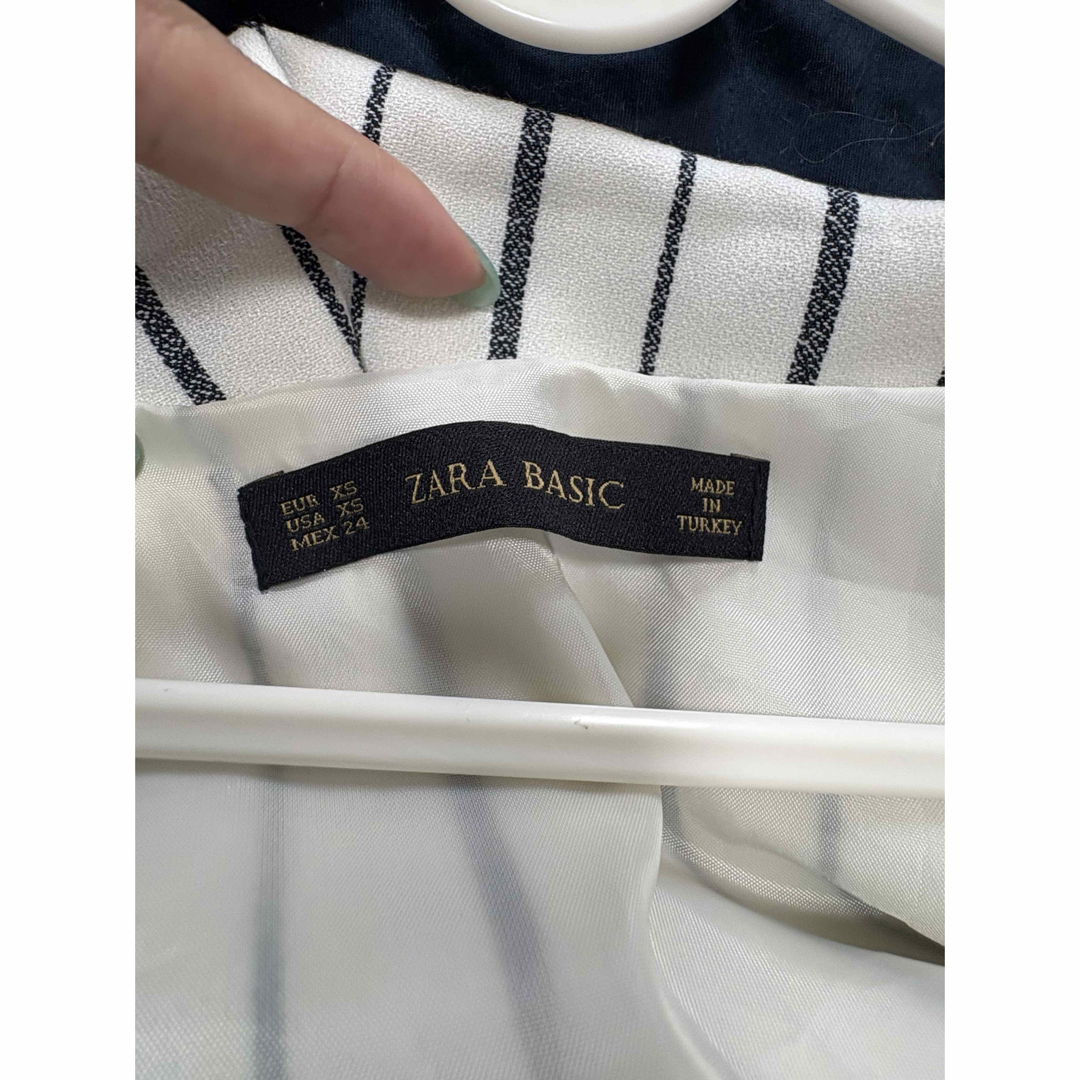 EUR XS
USA XS
MEX 24
ZARA BASIC
MADE
IN
TURKEY